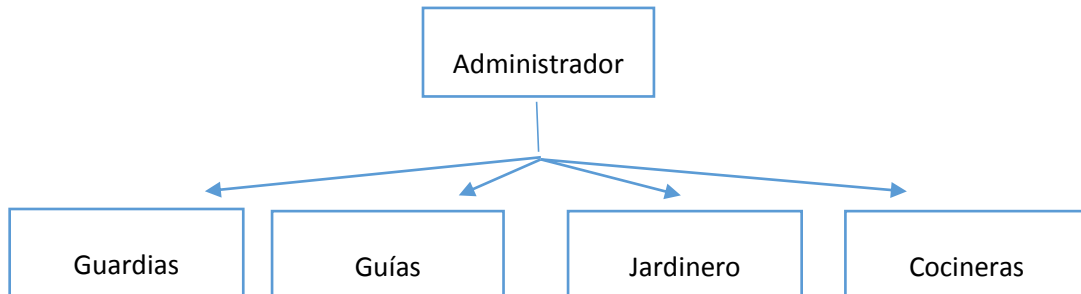 Administrador
Guardias
Guías
Jardinero
Cocineras